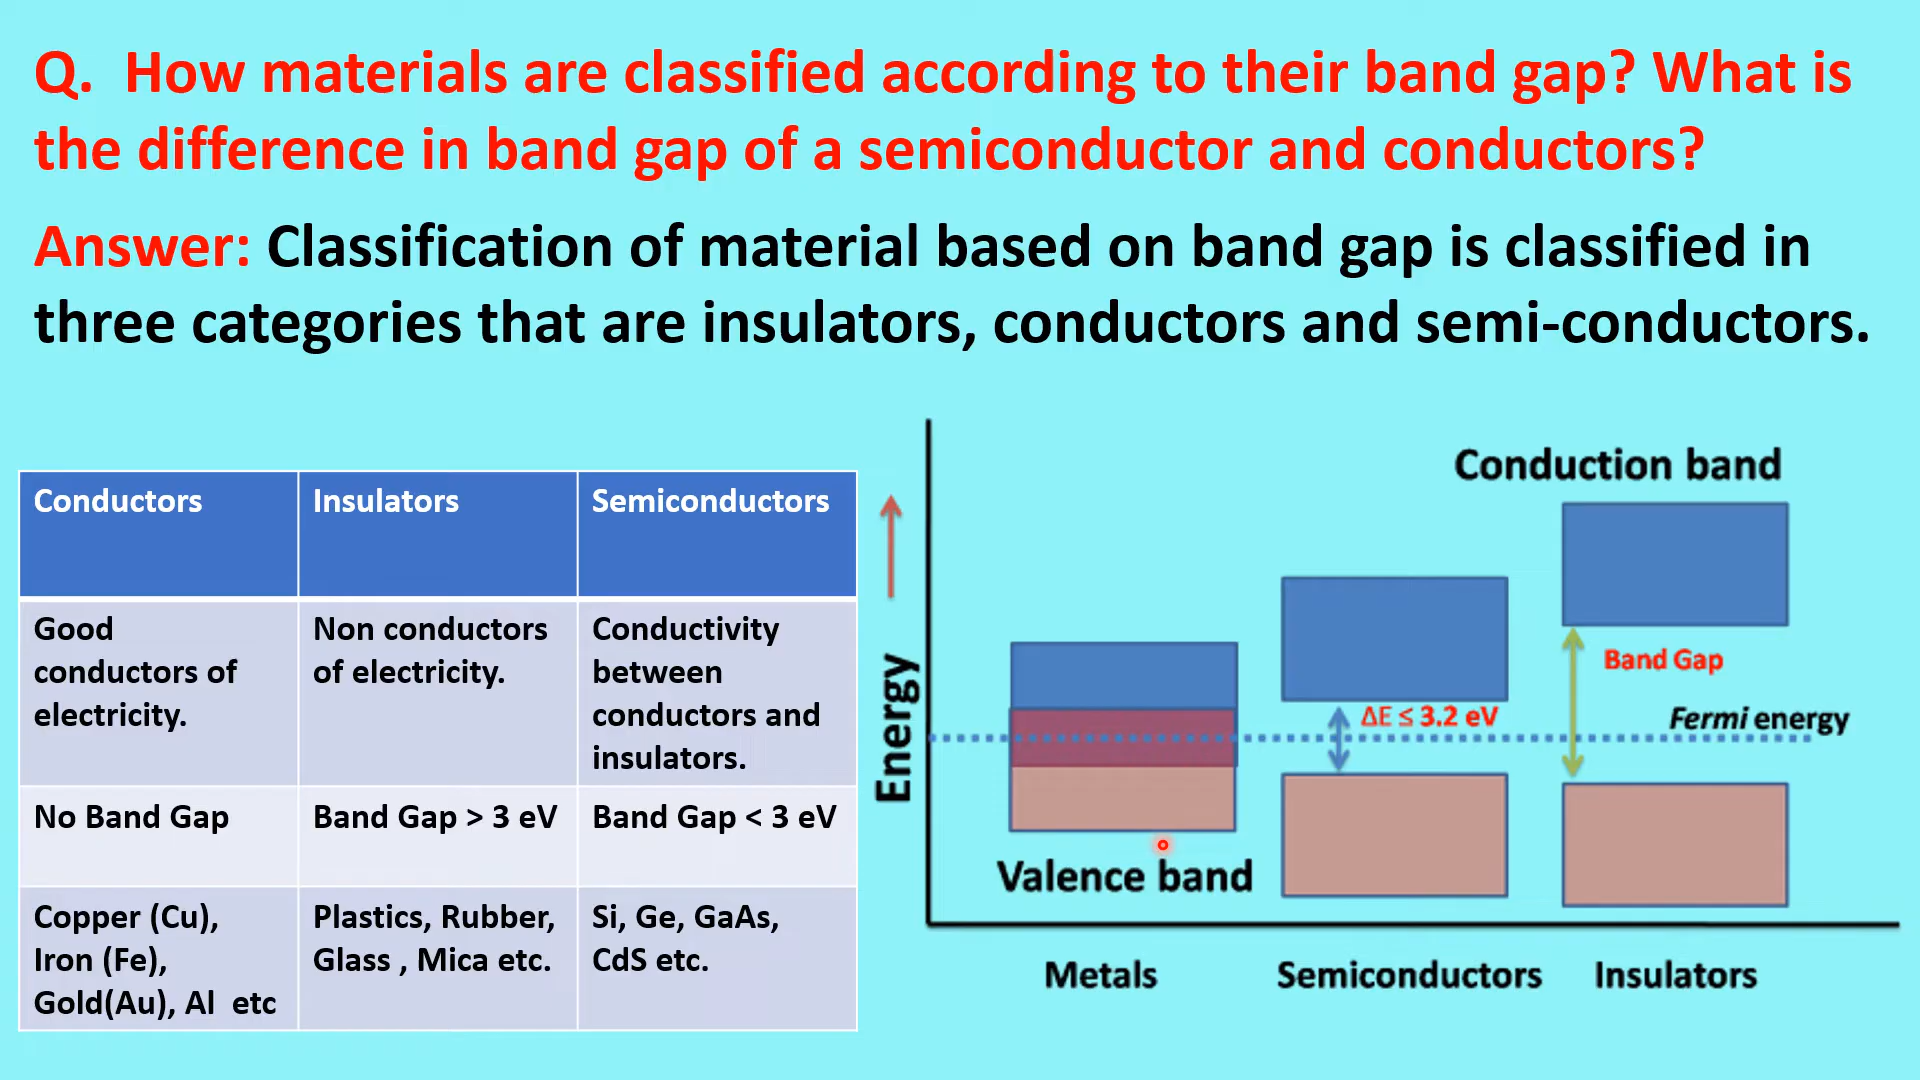 Q.  How materials are classified according to their band gap? What is
the difference in band gap of a semiconductor and conductors?
Answer: Classification of material based on band gap is classified in
three categories that are insulators, conductors and semi-conductors.
Conductors
Insulators
Semiconductors
Good
conductors of
electricity.
Non conductors
of electricity.
Conductivity
between
conductors and
insulators.
No Band Gap
Band Gap > 3 eV
Band Gap < 3 eV
Copper (Cu),
Iron (Fe),
Gold(Au), Al  etc
Plastics, Rubber,
Glass , Mica etc.
Si, Ge, GaAs,
CdS etc.
Energy
Conduction band
Band Gap
ΔE ≤ 3.2 eV
Fermi energy
Valence band
Metals
Semiconductors
Insulators